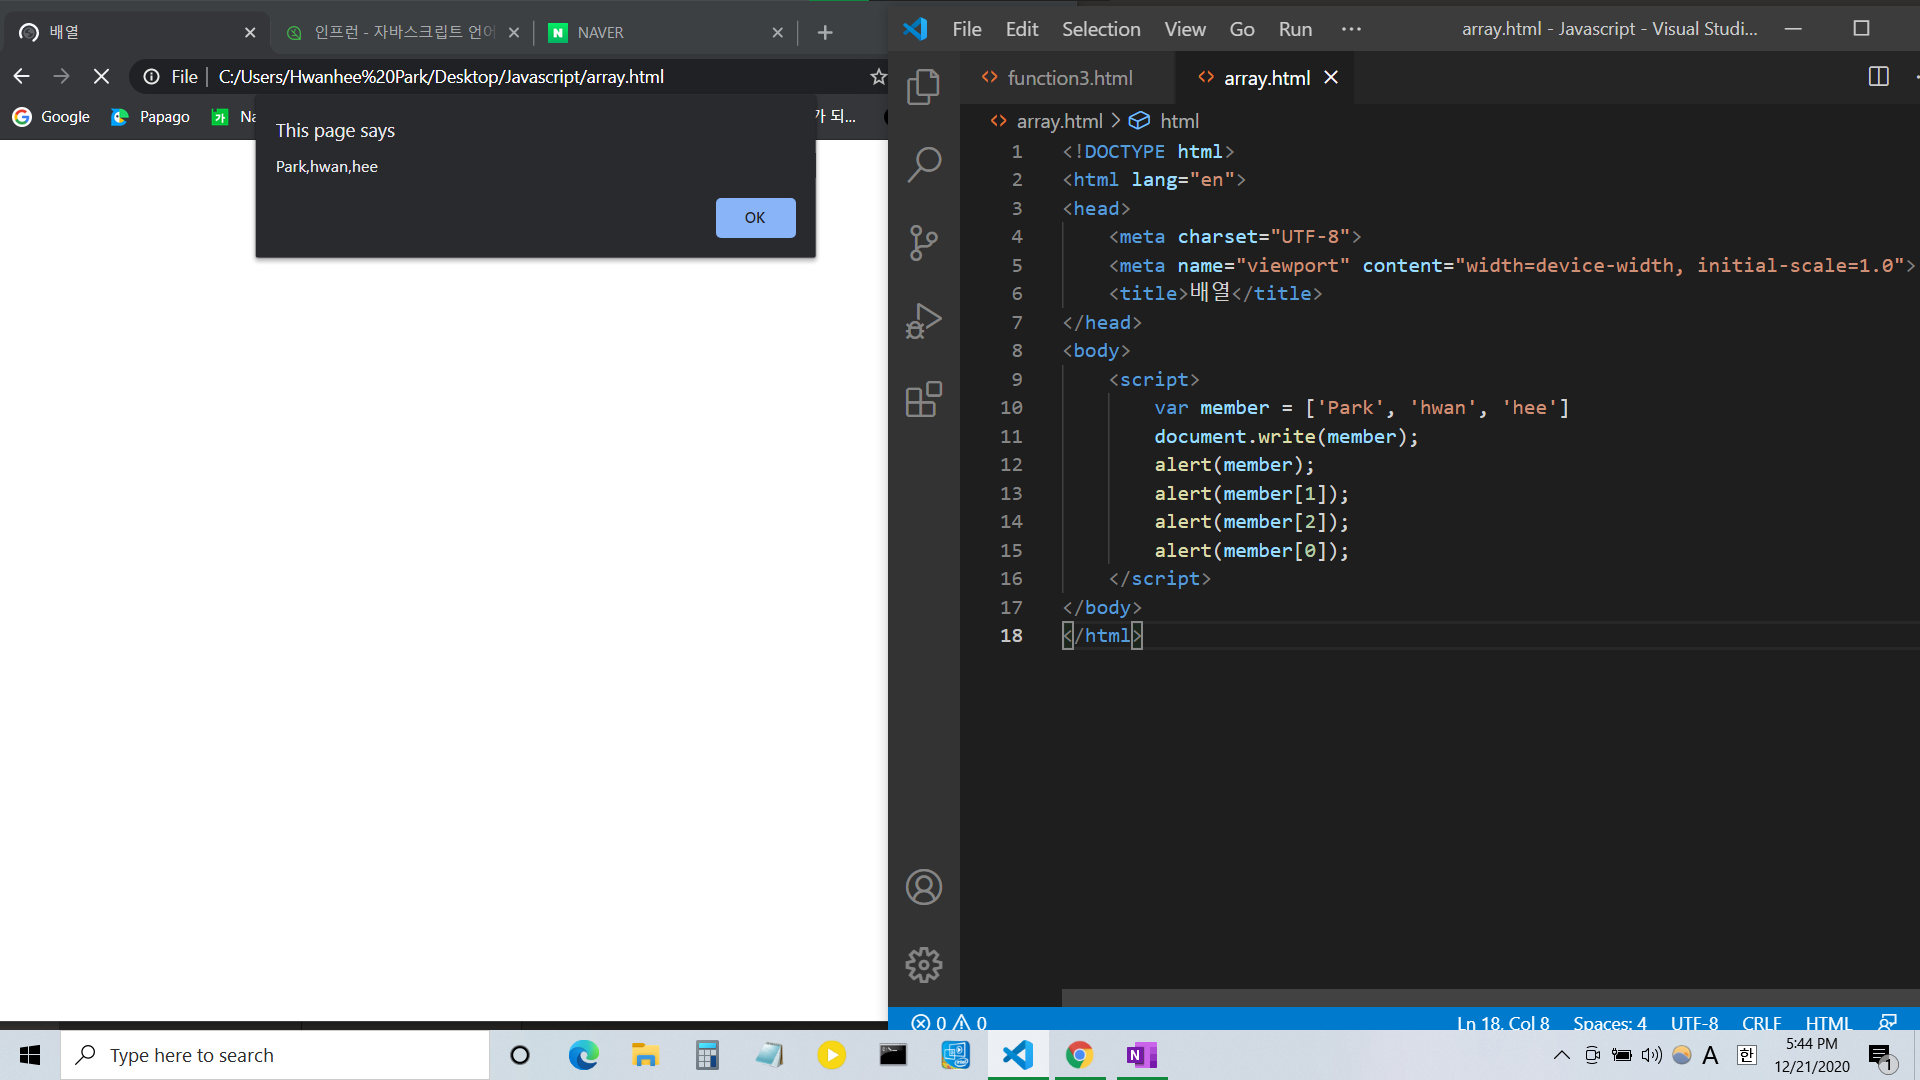 배열
인프런 - 자바스크립트 언어
NAVER
File
C:/Users/Hwanhee%20Park/Desktop/Javascript/array.html
Google
Papago
Na
가 되...
This page says
Park,hwan,hee
OK
File Edit Selection View Go Run ···
array.html - Javascript - Visual Studi...
function3.html
array.html
array.html > html
1 <!DOCTYPE html>
2 <html lang="en">
3 <head>
4 <meta charset="UTF-8">
5 <meta name="viewport" content="width=device-width, initial-scale=1.0">
6 <title>배열</title>
7 </head>
8 <body>
9 <script>
10 var member = ['Park', 'hwan', 'hee']
11 document.write(member);
12 alert(member);
13 alert(member[1]);
14 alert(member[2]);
15 alert(member[0]);
16 </script>
17 </body>
18 </html>
0 0
Ln 18, Col 8 Spaces: 4 UTF-8 CRLF HTML
Type here to search
N
A
한
5:44 PM
12/21/2020
1